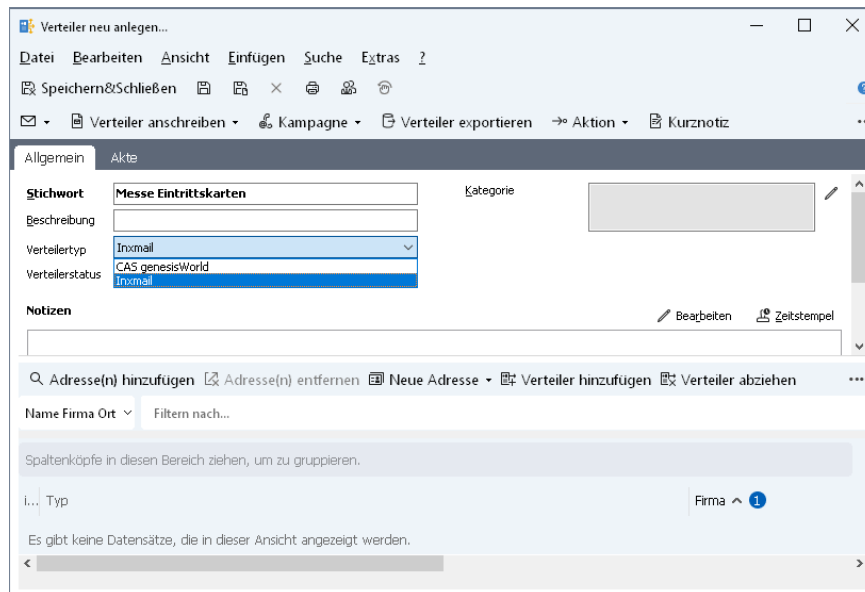 Verteiler neu anlegen...
Datei Bearbeiten Ansicht Einfügen Suche Extras ?
Speichern&Schließen
Verteiler anschreiben Kampagne Verteiler exportieren Aktion Kurznotiz ...
Allgemein Akte
Stichwort Messe Eintrittskarten Kategorie
Beschreibung
Verteilertyp Inxmail
CAS genesisWorld
Verteilerstatus Inxmail
Notizen Bearbeiten Zeitstempel
Adresse(n) hinzufügen Adresse(n) entfernen Neue Adresse Verteiler hinzufügen Verteiler abziehen ...
Name Firma Ort Filtern nach...
Spaltenköpfe in diesen Bereich ziehen, um zu gruppieren.
i... Typ Firma 1
Es gibt keine Datensätze, die in dieser Ansicht angezeigt werden.